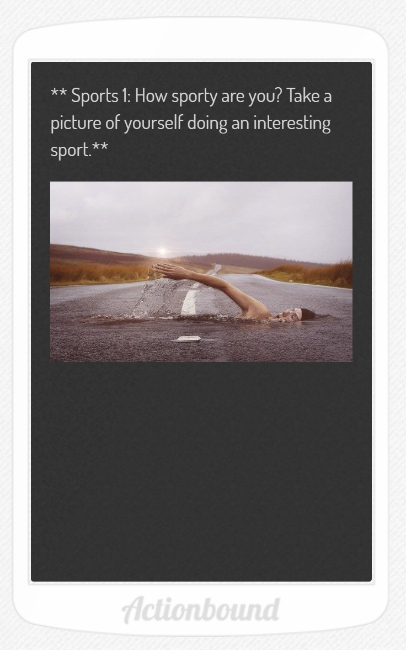 ** Sports 1: How sporty are you? Take a
picture of yourself doing an interesting
sport.**
Actionbound